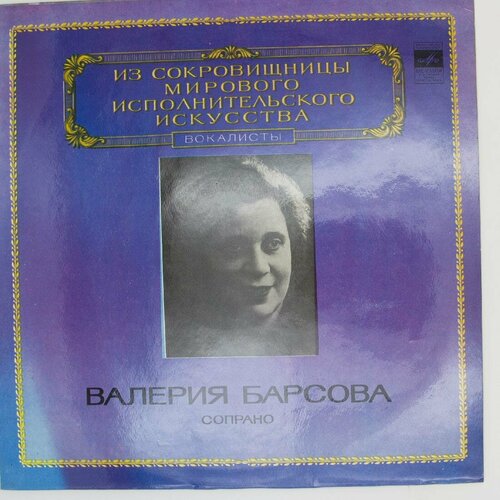 ИЗ СОКРОВИЩНИЦЫ
МИРОВОГО
ИСПОЛНИТЕЛЬСКОГО
ИСКУССТВА
ВОКАЛИСТЫ
ВАЛЕРИЯ БАРСОВА
СОПРАНО